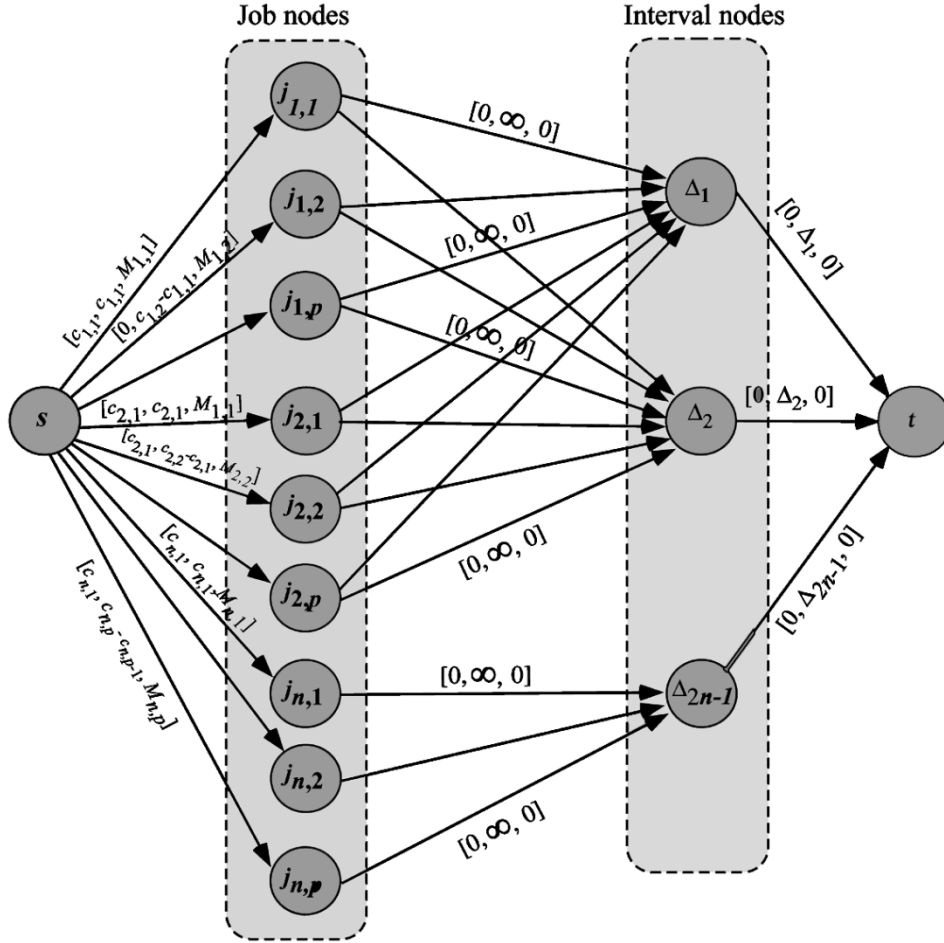 Job nodes
Interval nodes
j1,1
[0, ∞, 0]
j1,2
Δ1
[0, Δ1, 0]
[c1,1, c1,1, M1,1]
[0, c1,2-c1,1, M1,2]
[0, ∞, 0]
j1,p
[0, ∞, 0]
s
[c2,1, c2,1, M1,1]
j2,1
Δ2
[0, Δ2, 0]
t
[c2,1, c2,2-c2,1, M2,2]
j2,2
[0, ∞, 0]
[cn,1, cn,1, Mn,1]
j2,p
[0, Δ2n-1, 0]
[cn,1, cn,p-cn,p-1, Mn,p]
jn,1
[0, ∞, 0]
Δ2n-1
jn,2
[0, ∞, 0]
jn,p